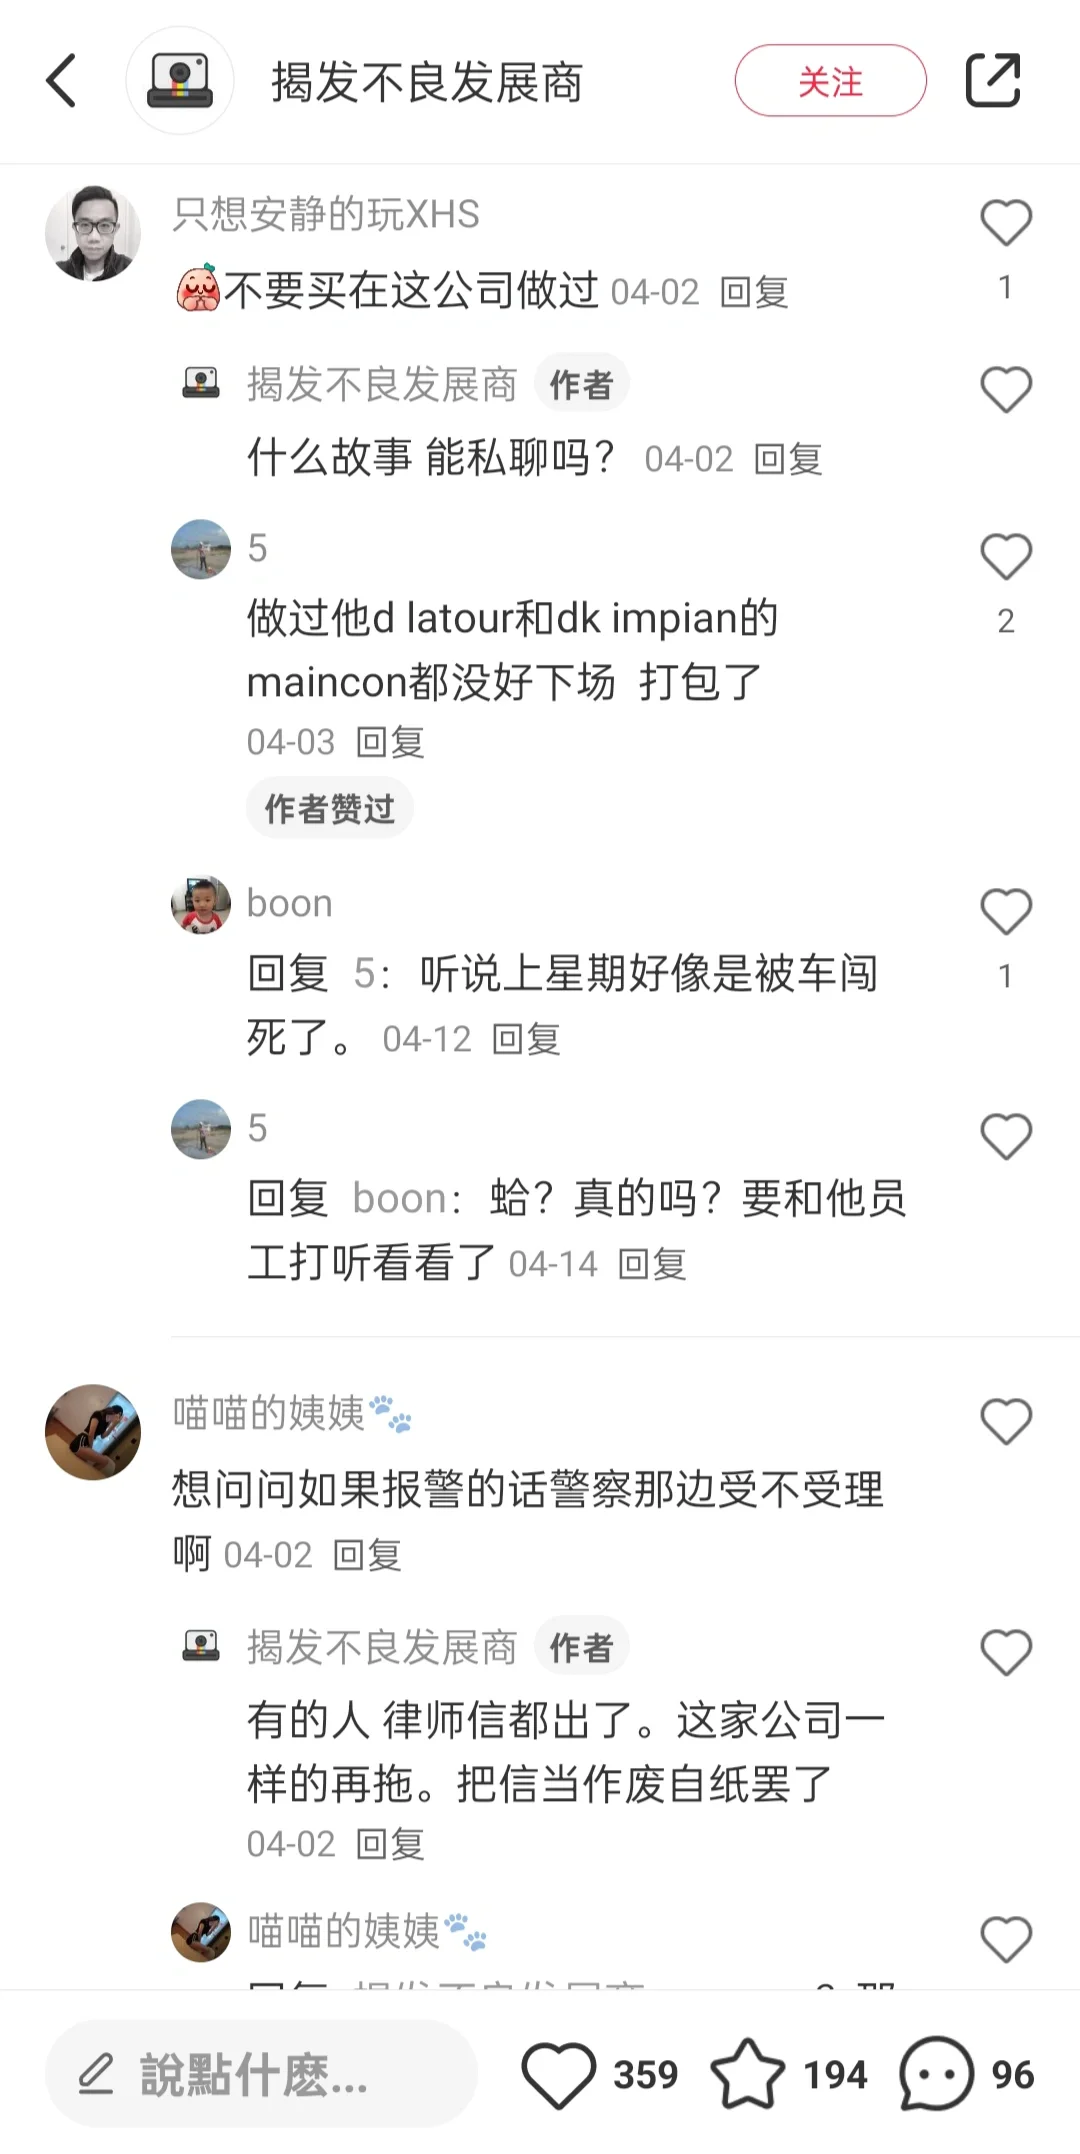 揭发不良发展商
关注
只想安静的玩XHS
不要买在这公司做过 04-02 回复
1
揭发不良发展商 作者
什么故事 能私聊吗？ 04-02 回复
5
做过他d latour和dk impian的
2
maincon都没好下场 打包了
04-03 回复
作者赞过
boon
回复 5：听说上星期好像是被车闯
1
死了。 04-12 回复
5
回复 boon：蛤？真的吗？要和他员
工打听看看了 04-14 回复
喵喵的姨姨
想问问如果报警的话警察那边受不受理
啊 04-02 回复
揭发不良发展商 作者
有的人 律师信都出了。这家公司一
样的再拖。把信当作废自纸罢了
04-02 回复
喵喵的姨姨
說點什麼...
359
194
96